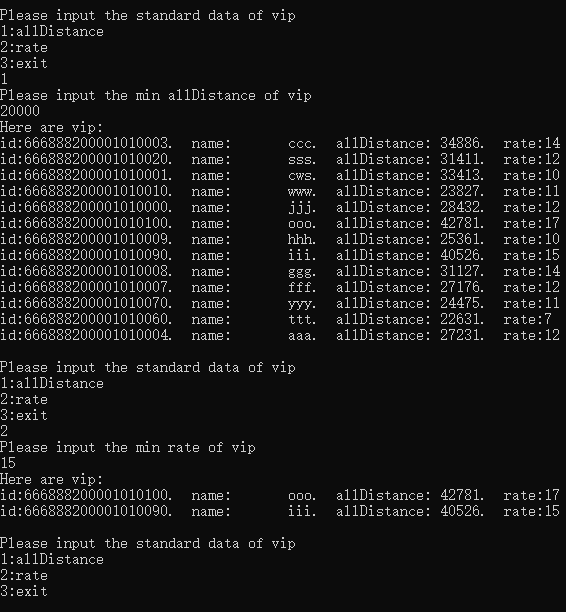 Please input the standard data of vip
1:allDistance
2:rate
3:exit
1
Please input the min allDistance of vip
20000
Here are vip:
id:666888200001010003.  name:       ccc.  allDistance: 34886.  rate:14
id:666888200001010020.  name:       sss.  allDistance: 31411.  rate:12
id:666888200001010001.  name:       cws.  allDistance: 33413.  rate:10
id:666888200001010010.  name:       www.  allDistance: 23827.  rate:11
id:666888200001010000.  name:       jjj.  allDistance: 28432.  rate:12
id:666888200001010100.  name:       ooo.  allDistance: 42781.  rate:17
id:666888200001010009.  name:       hhh.  allDistance: 25361.  rate:10
id:666888200001010090.  name:       iii.  allDistance: 40526.  rate:15
id:666888200001010008.  name:       ggg.  allDistance: 31127.  rate:14
id:666888200001010007.  name:       fff.  allDistance: 27176.  rate:12
id:666888200001010070.  name:       yyy.  allDistance: 24475.  rate:11
id:666888200001010060.  name:       ttt.  allDistance: 22631.  rate:7
id:666888200001010004.  name:       aaa.  allDistance: 27231.  rate:12
Please input the standard data of vip
1:allDistance
2:rate
3:exit
2
Please input the min rate of vip
15
Here are vip:
id:666888200001010100.  name:       ooo.  allDistance: 42781.  rate:17
id:666888200001010090.  name:       iii.  allDistance: 40526.  rate:15
Please input the standard data of vip
1:allDistance
2:rate
3:exit